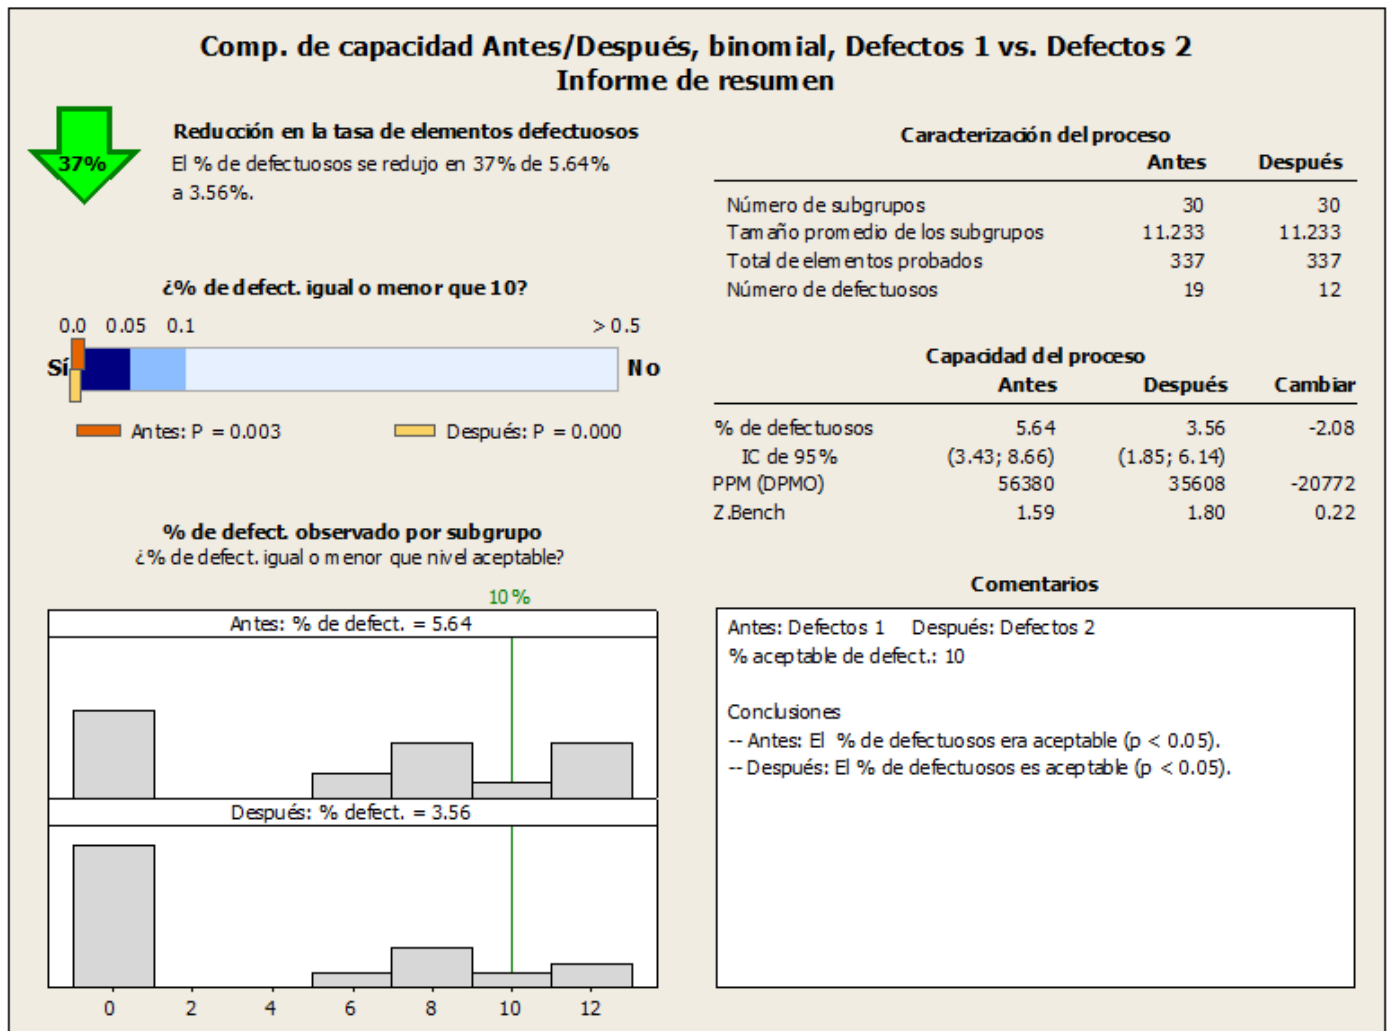 Comp. de capacidad Antes/Después, binomial, Defectos 1 vs. Defectos 2
Informe de resumen
37%
Reducción en la tasa de elementos defectuosos
El % de defectuosos se redujo en 37% de 5.64%
a 3.56%.
¿% de defect. igual o menor que 10?
0.0 0.05 0.1 > 0.5
Sí No
Antes: P = 0.003 Después: P = 0.000
% de defect. observado por subgrupo
¿% de defect. igual o menor que nivel aceptable?
10%
Antes: % de defect. = 5.64
Después: % defect. = 3.56
0 2 4 6 8 10 12
Caracterización del proceso
Antes Después
Número de subgrupos 30 30
Tamaño promedio de los subgrupos 11.233 11.233
Total de elementos probados 337 337
Número de defectuosos 19 12
Capacidad del proceso
Antes Después Cambiar
% de defectuosos 5.64 3.56 -2.08
IC de 95% (3.43; 8.66) (1.85; 6.14)
PPM (DPMO) 56380 35608 -20772
Z.Bench 1.59 1.80 0.22
Comentarios
Antes: Defectos 1 Después: Defectos 2
% aceptable de defect.: 10
Conclusiones
-- Antes: El % de defectuosos era aceptable (p < 0.05).
-- Después: El % de defectuosos es aceptable (p < 0.05).